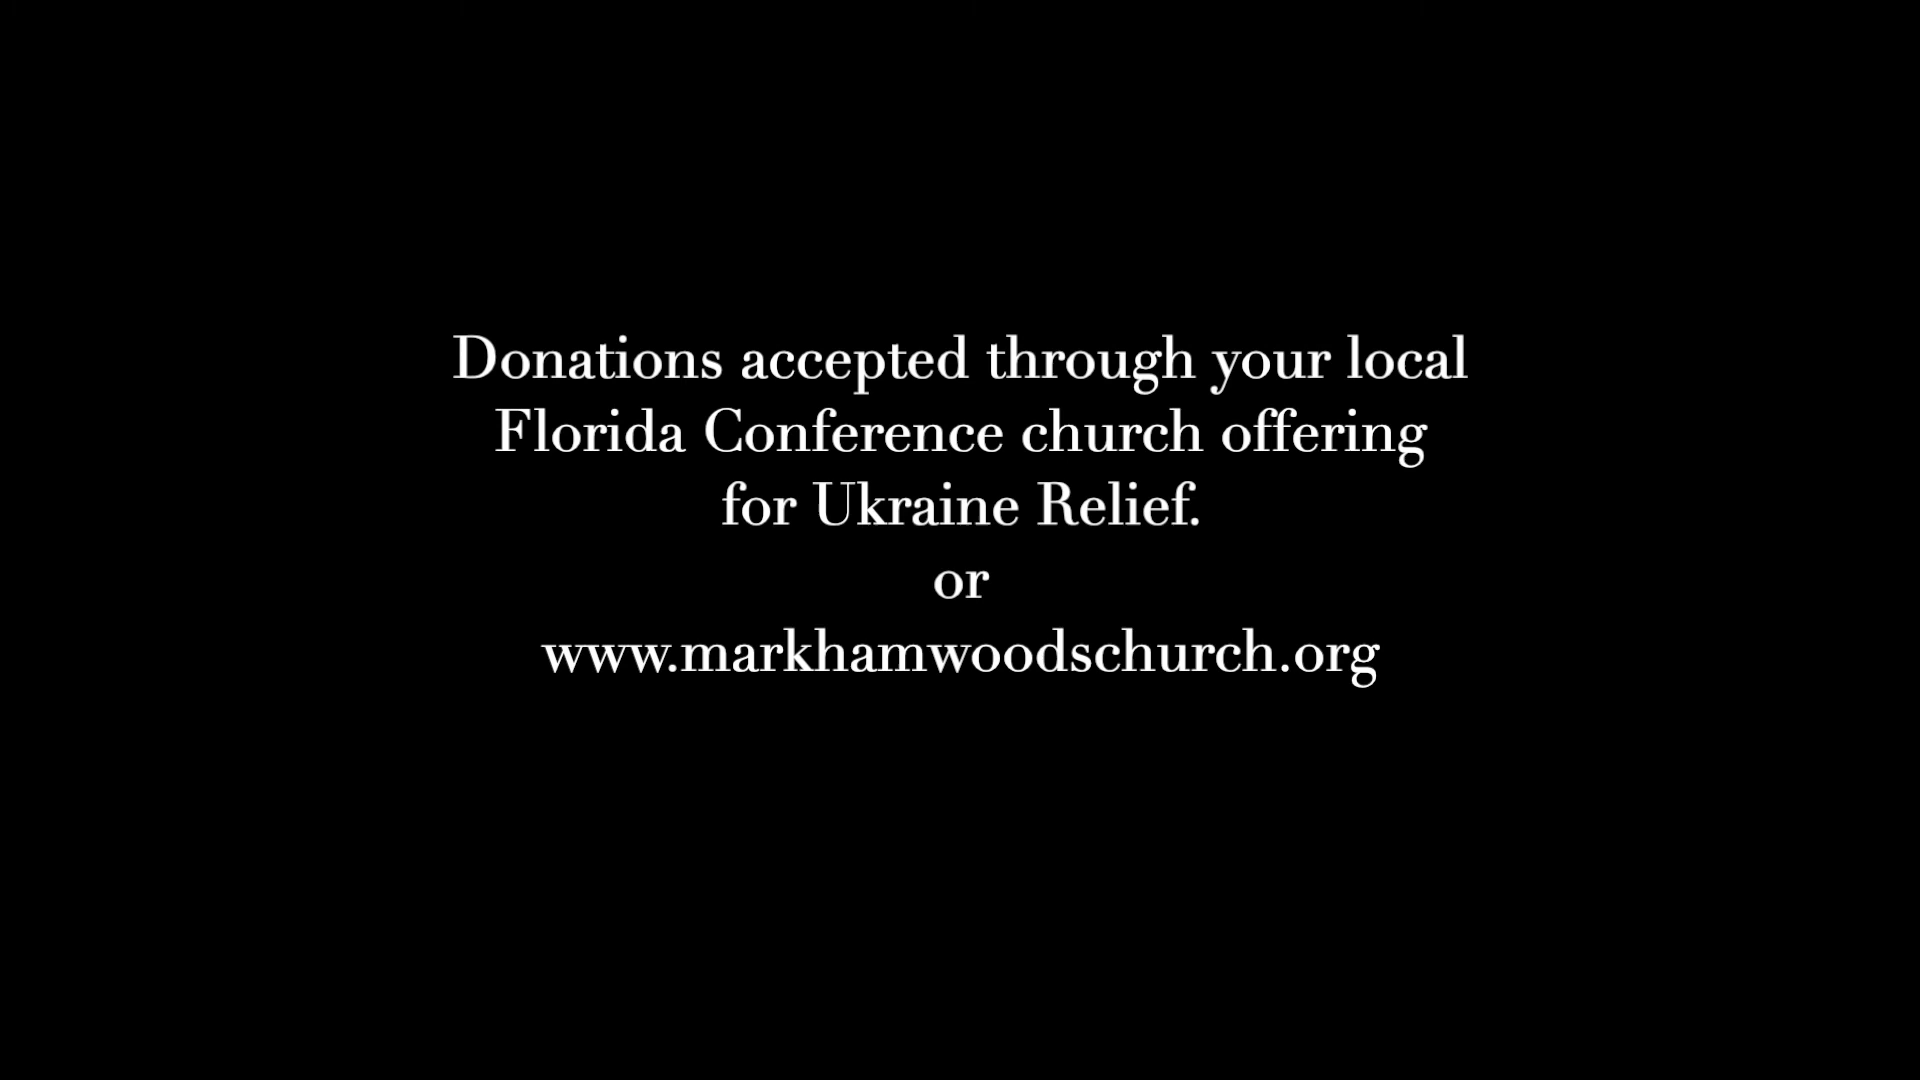 Donations accepted through your local
Florida Conference church offering
for Ukraine Relief.
or
www.markhamwoodschurch.org